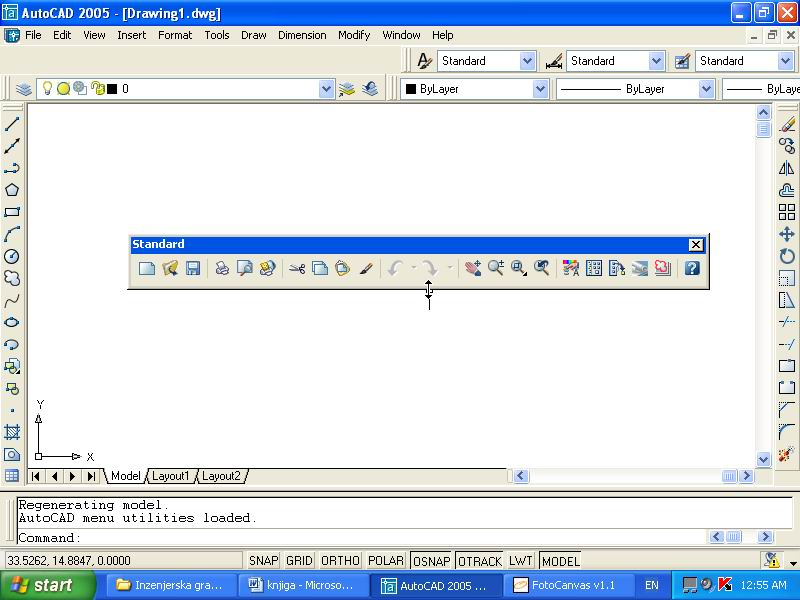 AutoCAD 2005 - [Drawing1.dwg]
File Edit View Insert Format Tools Draw Dimension Modify Window Help
Standard Standard Standard
0 ByLayer ByLayer ByLaye
Standard
Y
X
Model Layout1 Layout2
Regenerating model.
AutoCAD menu utilities loaded.
Command:
33.5262, 14.8847, 0.0000 SNAP GRID ORTHO POLAR OSNAP OTRACK LWT MODEL
start Inzenjerska gra... knjiga - Microso... AutoCAD 2005 ... FotoCanvas v1.1 EN 12:55 AM